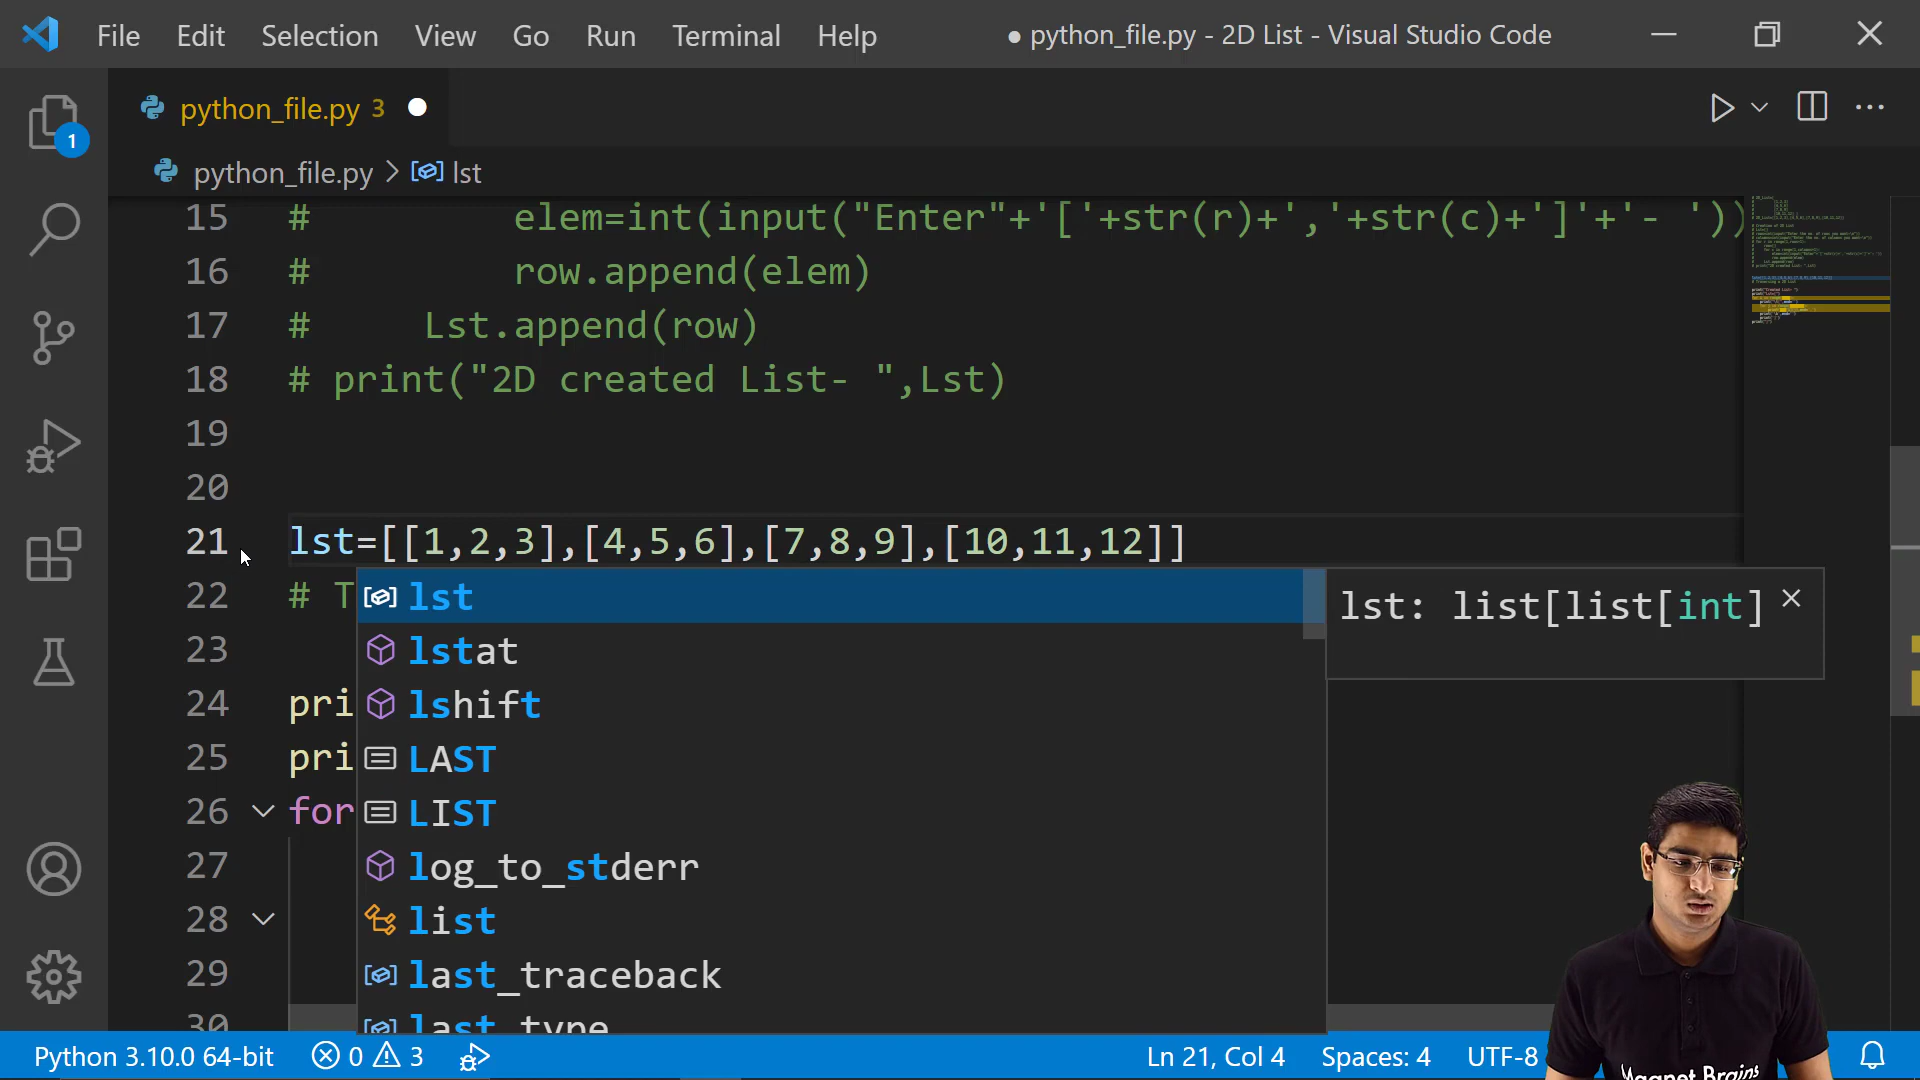 File Edit Selection View Go Run Terminal Help ● python_file.py - 2D List - Visual Studio Code
python_file.py 3
python_file.py > lst
1
15 # elem=int(input("Enter"+'['+str(r)+','+str(c)+']'+'- '))
16 # row.append(elem)
17 # Lst.append(row)
18 # print("2D created List- ",Lst)
19
20
21 lst=[[1,2,3],[4,5,6],[7,8,9],[10,11,12]]
22 # T
lst
lst: list[list[int]
23
lstat
24 pri
lshift
25 pri
LAST
26 for
LIST
27
log_to_stderr
28
list
29
last_traceback
30
last_type
Python 3.10.0 64-bit 0 3 Ln 21, Col 4 Spaces: 4 UTF-8
Magnet Brains